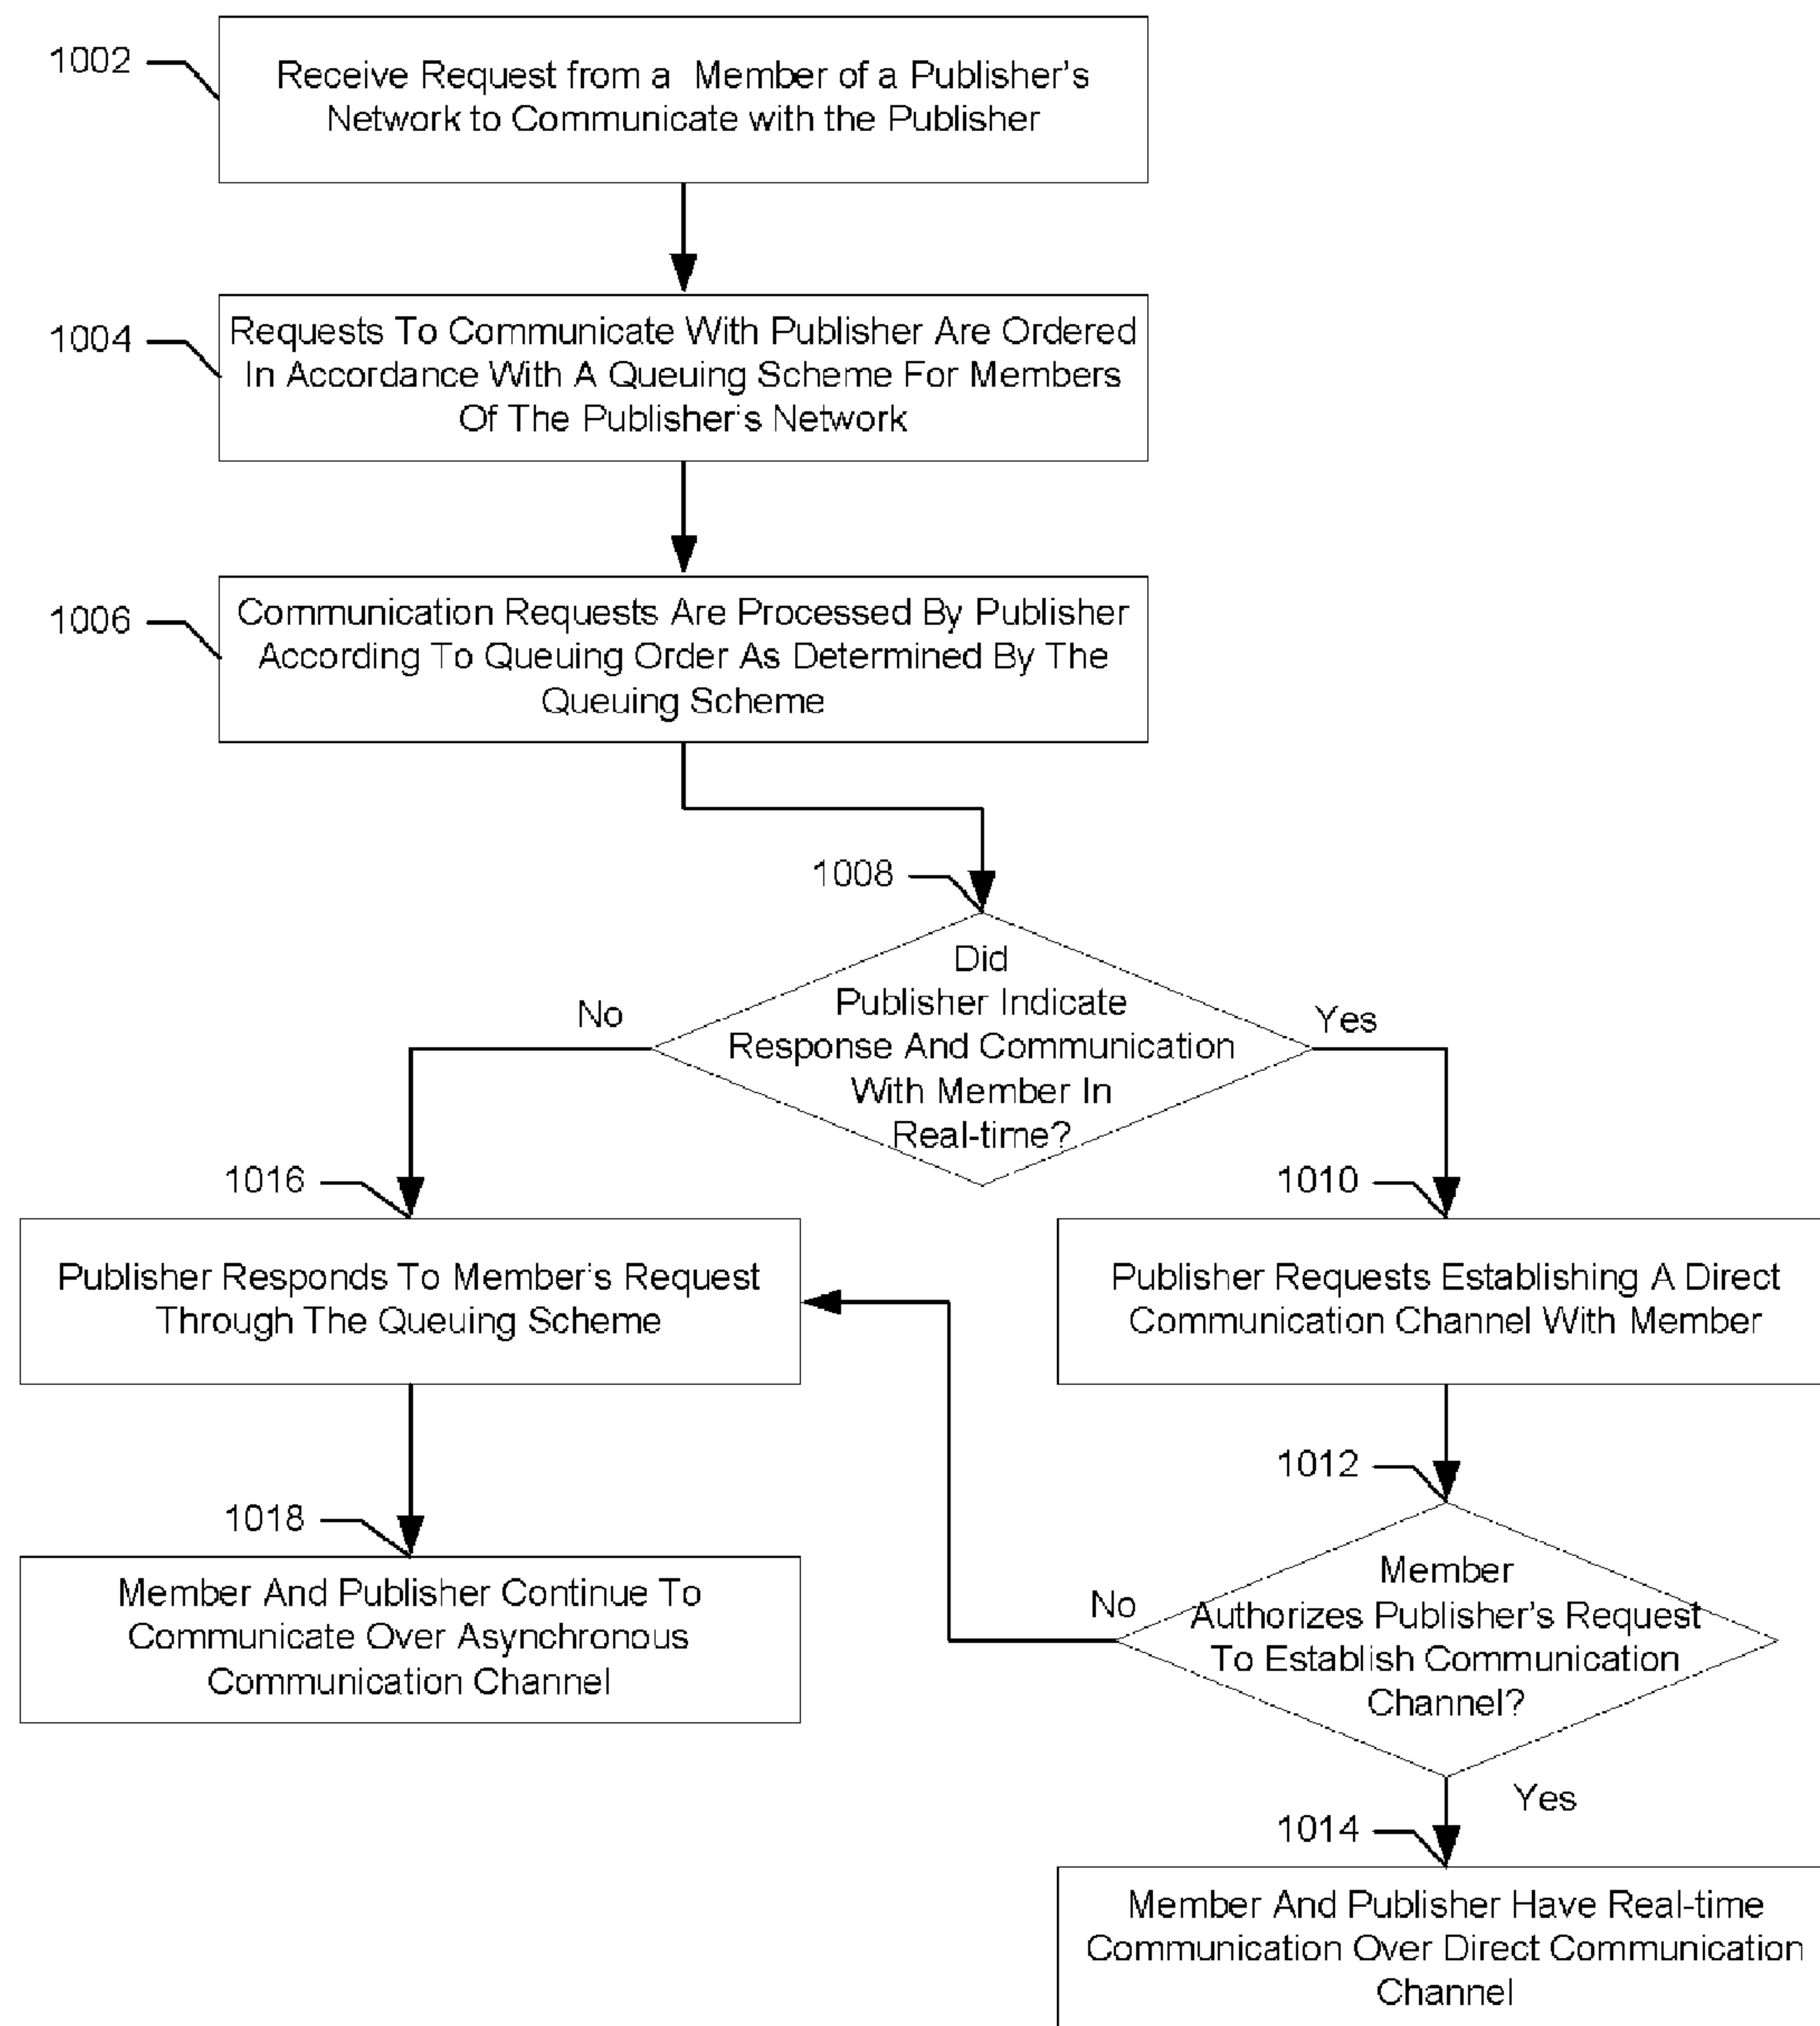 1002
Receive Request from a Member of a Publisher's
Network to Communicate with the Publisher
1004
Requests To Communicate With Publisher Are Ordered
In Accordance With A Queuing Scheme For Members
Of The Publisher's Network
1006
Communication Requests Are Processed By Publisher
According To Queuing Order As Determined By The
Queuing Scheme
1008
Did
Publisher Indicate
Response And Communication
With Member In
Real-time?
No
Yes
1016
Publisher Responds To Member's Request
Through The Queuing Scheme
1010
Publisher Requests Establishing A Direct
Communication Channel With Member
1018
Member And Publisher Continue To
Communicate Over Asynchronous
Communication Channel
1012
Member
Authorizes Publisher's Request
To Establish Communication
Channel?
No
Yes
1014
Member And Publisher Have Real-time
Communication Over Direct Communication
Channel